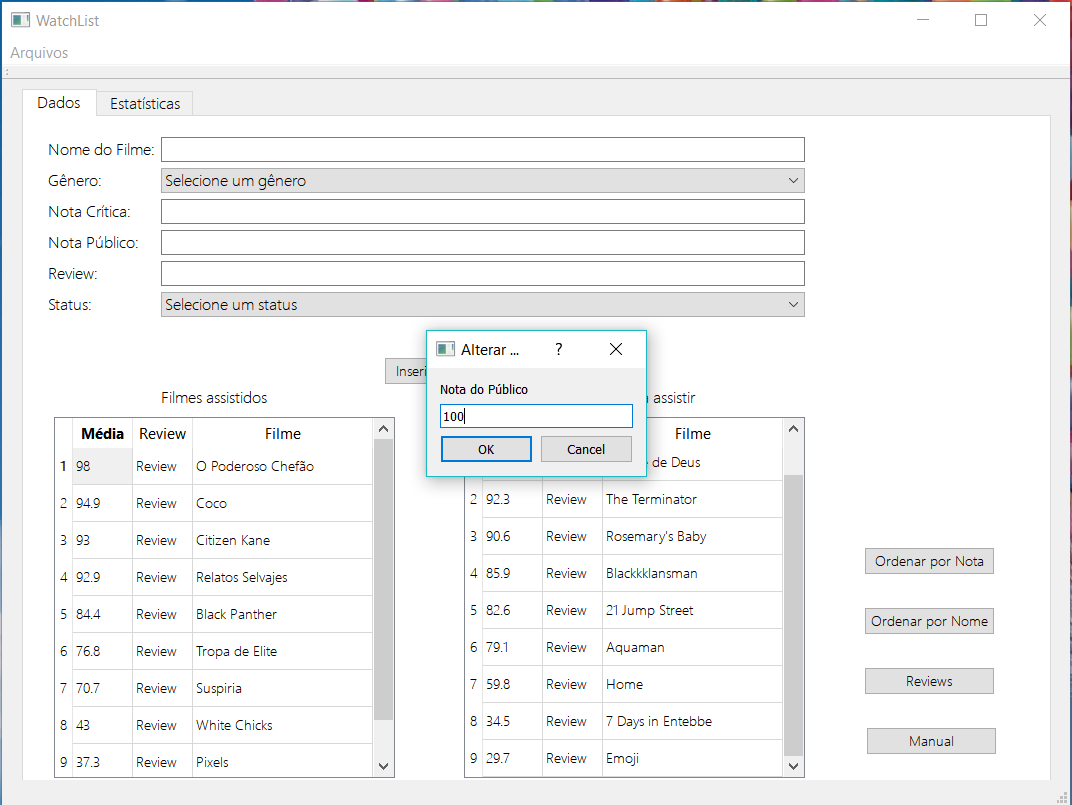 WatchList
Arquivos
Dados Estatísticas
Nome do Filme:
Gênero: Selecione um gênero
Nota Crítica:
Nota Público:
Review:
Status: Selecione um status
Alterar ... ?
Nota do Público
100
OK Cancel
Inseri
Filmes assistidos
assistir
Média Review Filme
1 98 Review O Poderoso Chefão
2 94.9 Review Coco
3 93 Review Citizen Kane
4 92.9 Review Relatos Selvajes
5 84.4 Review Black Panther
6 76.8 Review Tropa de Elite
7 70.7 Review Suspiria
8 43 Review White Chicks
9 37.3 Review Pixels
Filme
de Deus
2 92.3 Review The Terminator
3 90.6 Review Rosemary's Baby
4 85.9 Review Blackkklansman
5 82.6 Review 21 Jump Street
6 79.1 Review Aquaman
7 59.8 Review Home
8 34.5 Review 7 Days in Entebbe
9 29.7 Review Emoji
Ordenar por Nota
Ordenar por Nome
Reviews
Manual